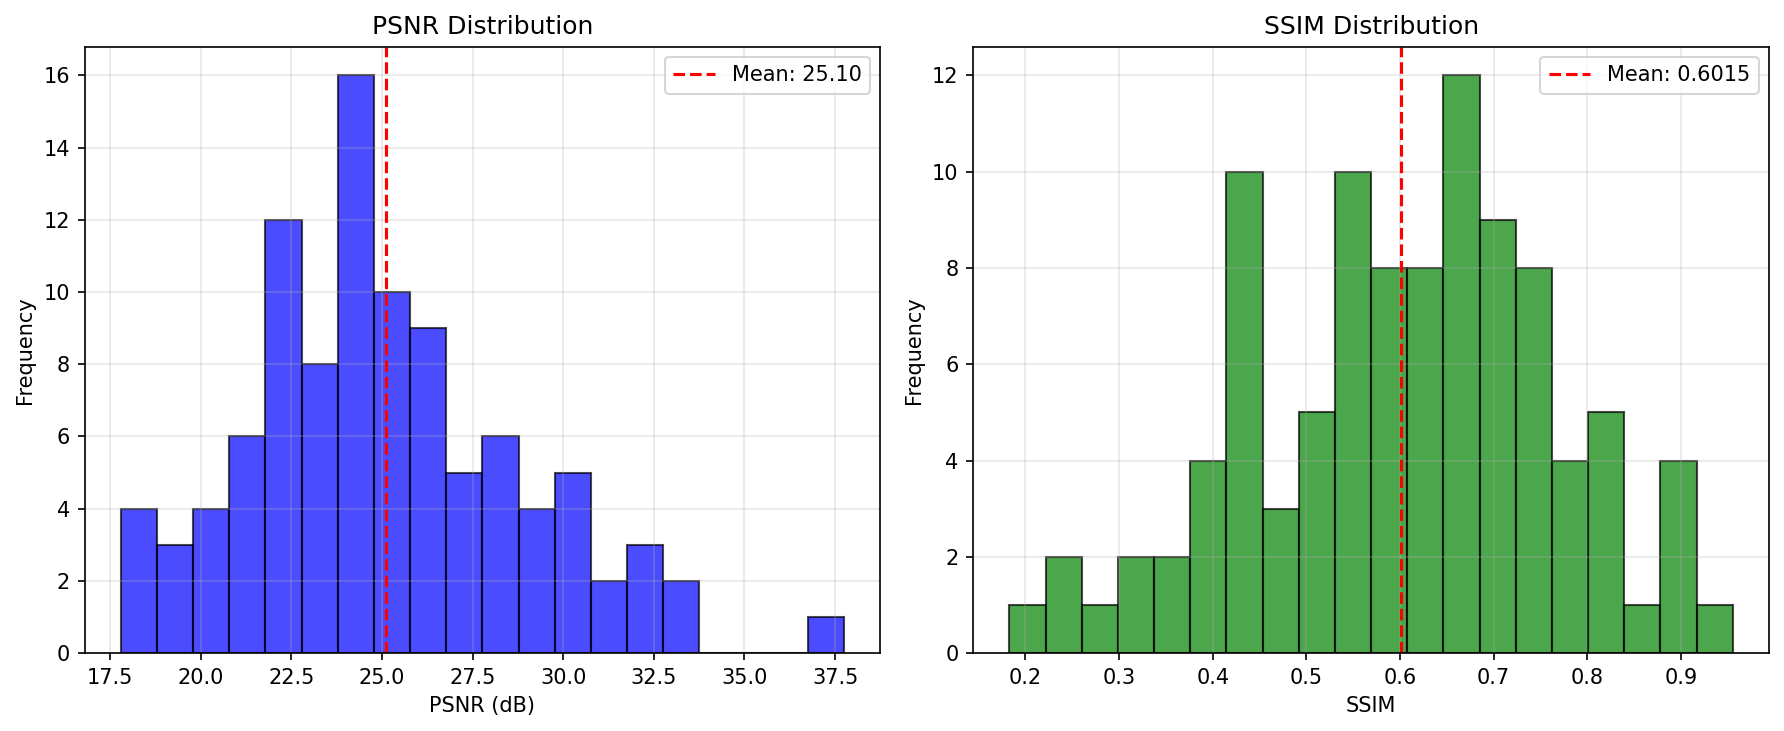 PSNR Distribution
Mean: 25.10
Frequency
16
14
12
10
8
6
4
2
0
17.5 20.0 22.5 25.0 27.5 30.0 32.5 35.0 37.5
PSNR (dB)
SSIM Distribution
Mean: 0.6015
Frequency
12
10
8
6
4
2
0
0.2 0.3 0.4 0.5 0.6 0.7 0.8 0.9
SSIM